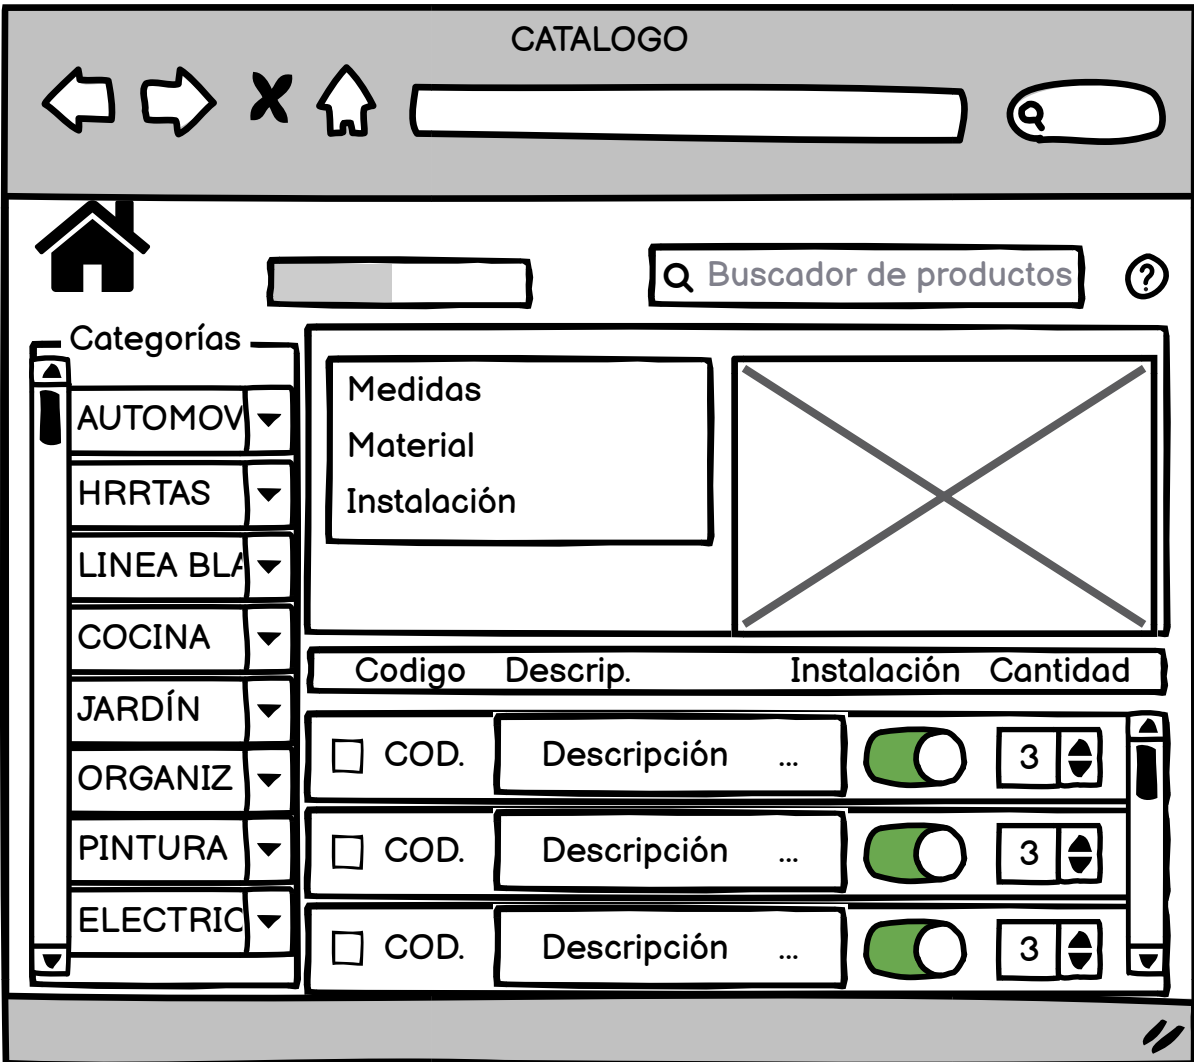 CATALOGO
Buscador de productos
?
Categorías
AUTOMOV
HRRTAS
LINEA BLA
COCINA
JARDÍN
ORGANIZ
PINTURA
ELECTRIC
Medidas
Material
Instalación
Codigo Descrip. Instalación Cantidad
COD. Descripción ... 3
COD. Descripción ... 3
COD. Descripción ... 3